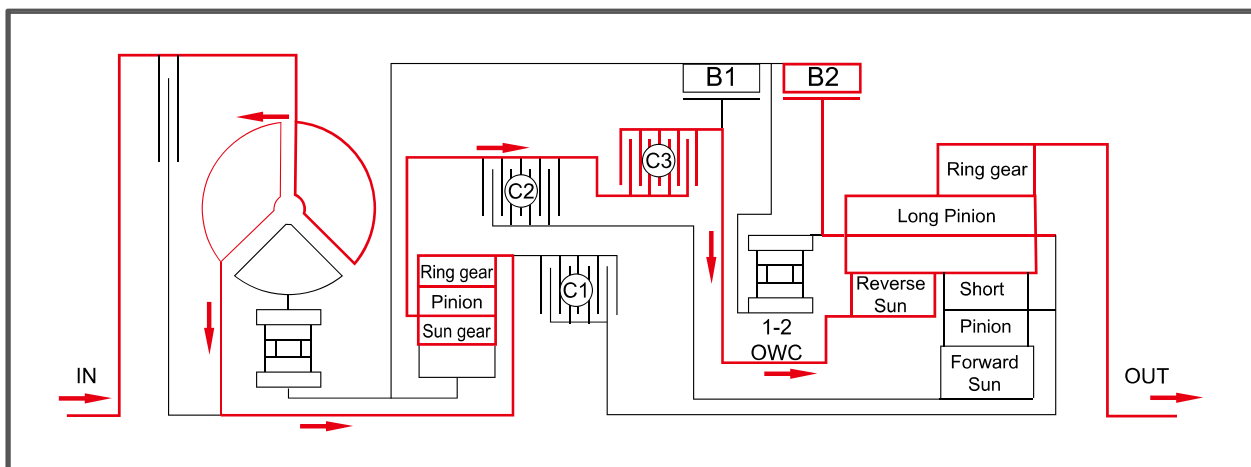 B1
B2
C3
C2
Ring gear
Long Pinion
Ring gear
Pinion
Sun gear
C1
Reverse
Sun
Short
Pinion
1-2
OWC
Forward
Sun
IN
OUT